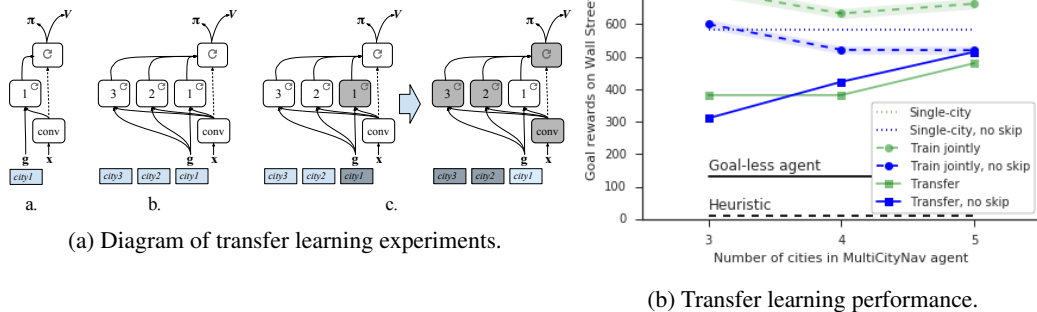 π V
π V
π V
π V
1
3 2 1
3 2 1
3 2 1
conv
conv
conv
conv
g x
g x
g x
g x
city1
city3 city2 city1
city3 city2 city1
city3 city2 city1
a.
b.
c.
(a) Diagram of transfer learning experiments.
Goal rewards on Wall Street
600
500
400
300
200
100
0
Goal-less agent
Heuristic
Single-city
Single-city, no skip
Train jointly
Train jointly, no skip
Transfer
Transfer, no skip
3 4 5
Number of cities in MultiCityNav agent
(b) Transfer learning performance.